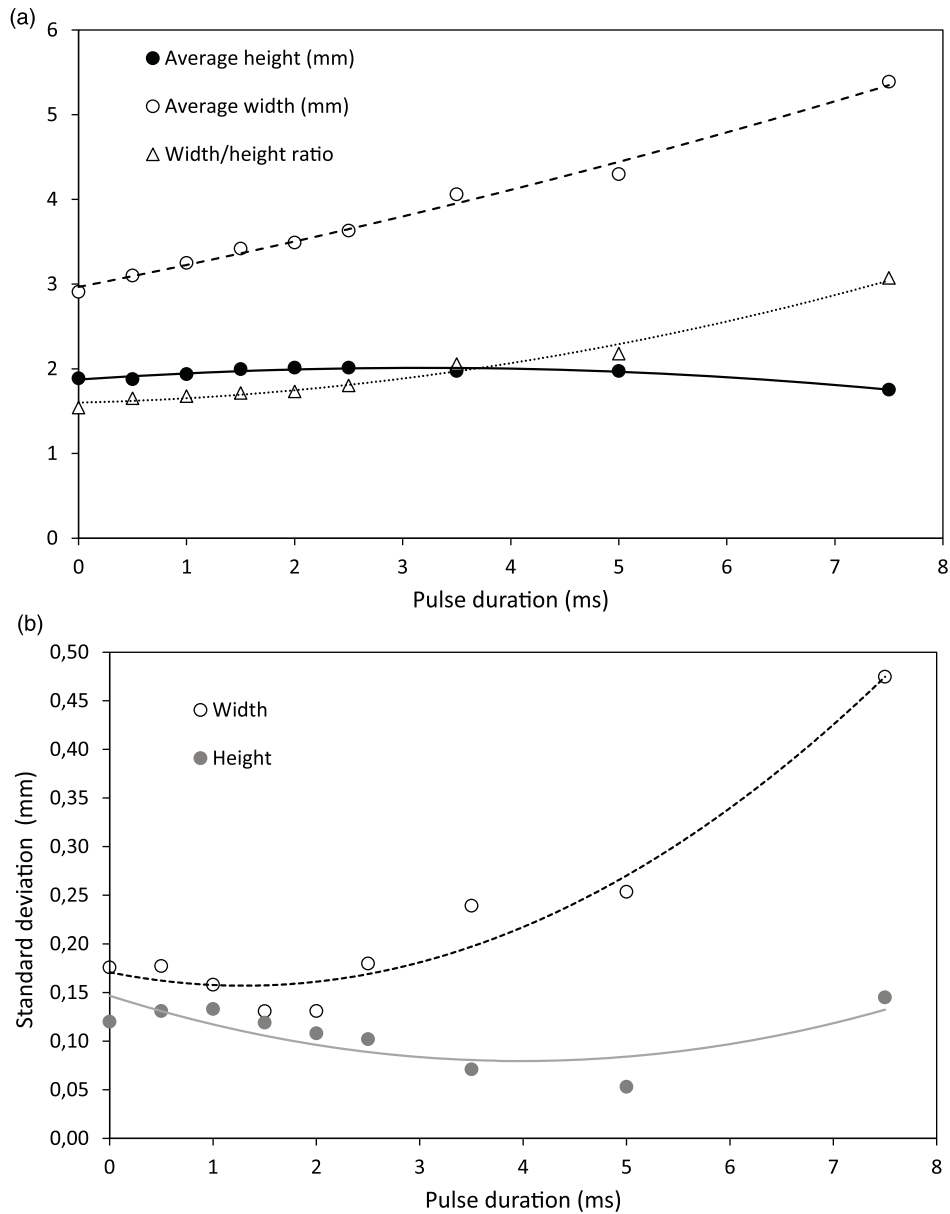 (a)
6
5
4
3
2
1
0
Average height (mm)
Average width (mm)
Width/height ratio
0 1 2 3 4 5 6 7 8
Pulse duration (ms)
(b)
0,50
0,45
0,40
0,35
0,30
0,25
0,20
0,15
0,10
0,05
0,00
Standard deviation (mm)
Width
Height
0 1 2 3 4 5 6 7 8
Pulse duration (ms)